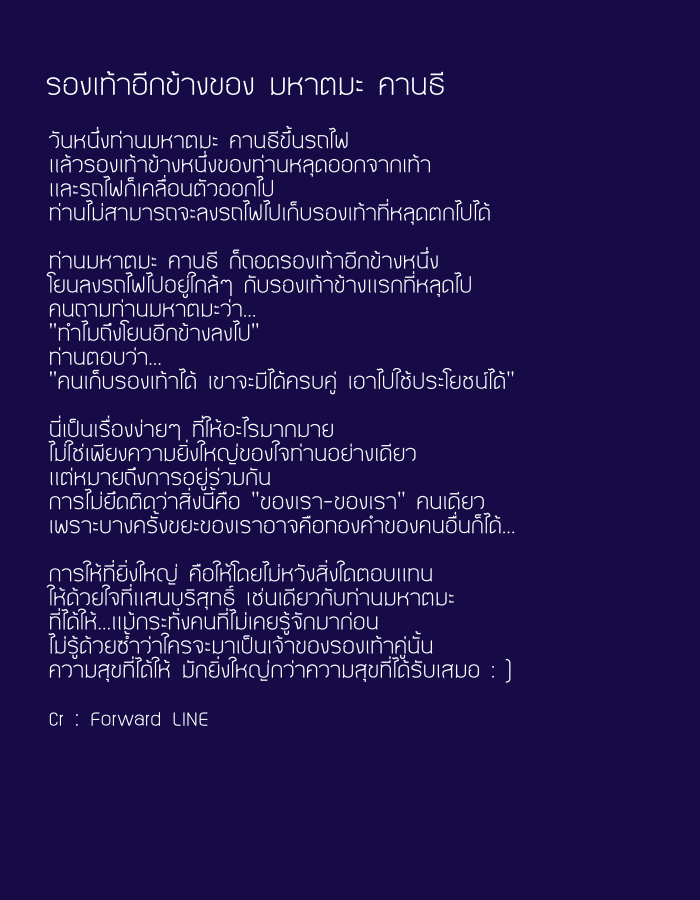 รองเท้าอีกข้างของ มหาตมะ คานธี
วันหนึ่งท่านมหาตมะ คานธีขึ้นรถไฟ
แล้วรองเท้าข้างหนึ่งของท่านหลุดออกจากเท้า
และรถไฟก็เคลื่อนตัวออกไป
ท่านไม่สามารถจะลงรถไฟไปเก็บรองเท้าที่หลุดตกไปได้
ท่านมหาตมะ คานธี ก็ถอดรองเท้าอีกข้างหนึ่ง
โยนลงรถไฟไปอยู่ใกล้ๆ กับรองเท้าข้างแรกที่หลุดไป
คนถามท่านมหาตมะว่า...
"ทำไมถึงโยนอีกข้างลงไป"
ท่านตอบว่า...
"คนเก็บรองเท้าได้ เขาจะมีได้ครบคู่ เอาไปใช้ประโยชน์ได้"
นี่เป็นเรื่องง่ายๆ ที่ให้อะไรมากมาย
ไม่ใช่เพียงความยิ่งใหญ่ของใจท่านอย่างเดียว
แต่หมายถึงการอยู่ร่วมกัน
การไม่ยึดติดว่าสิ่งนี้คือ "ของเรา-ของเรา" คนเดียว
เพราะบางครั้งขยะของเราอาจคือทองคำของคนอื่นก็ได้...
การให้ที่ยิ่งใหญ่ คือให้โดยไม่หวังสิ่งใดตอบแทน
ให้ด้วยใจที่แสนบริสุทธิ์ เช่นเดียวกับท่านมหาตมะ
ที่ได้ให้...แม้กระทั่งคนที่ไม่เคยรู้จักมาก่อน
ไม่รู้ด้วยซ้ำว่าใครจะมาเป็นเจ้าของรองเท้าคู่นั้น
ความสุขที่ได้ให้ มักยิ่งใหญ่กว่าความสุขที่ได้รับเสมอ : )
Cr : Forward LINE